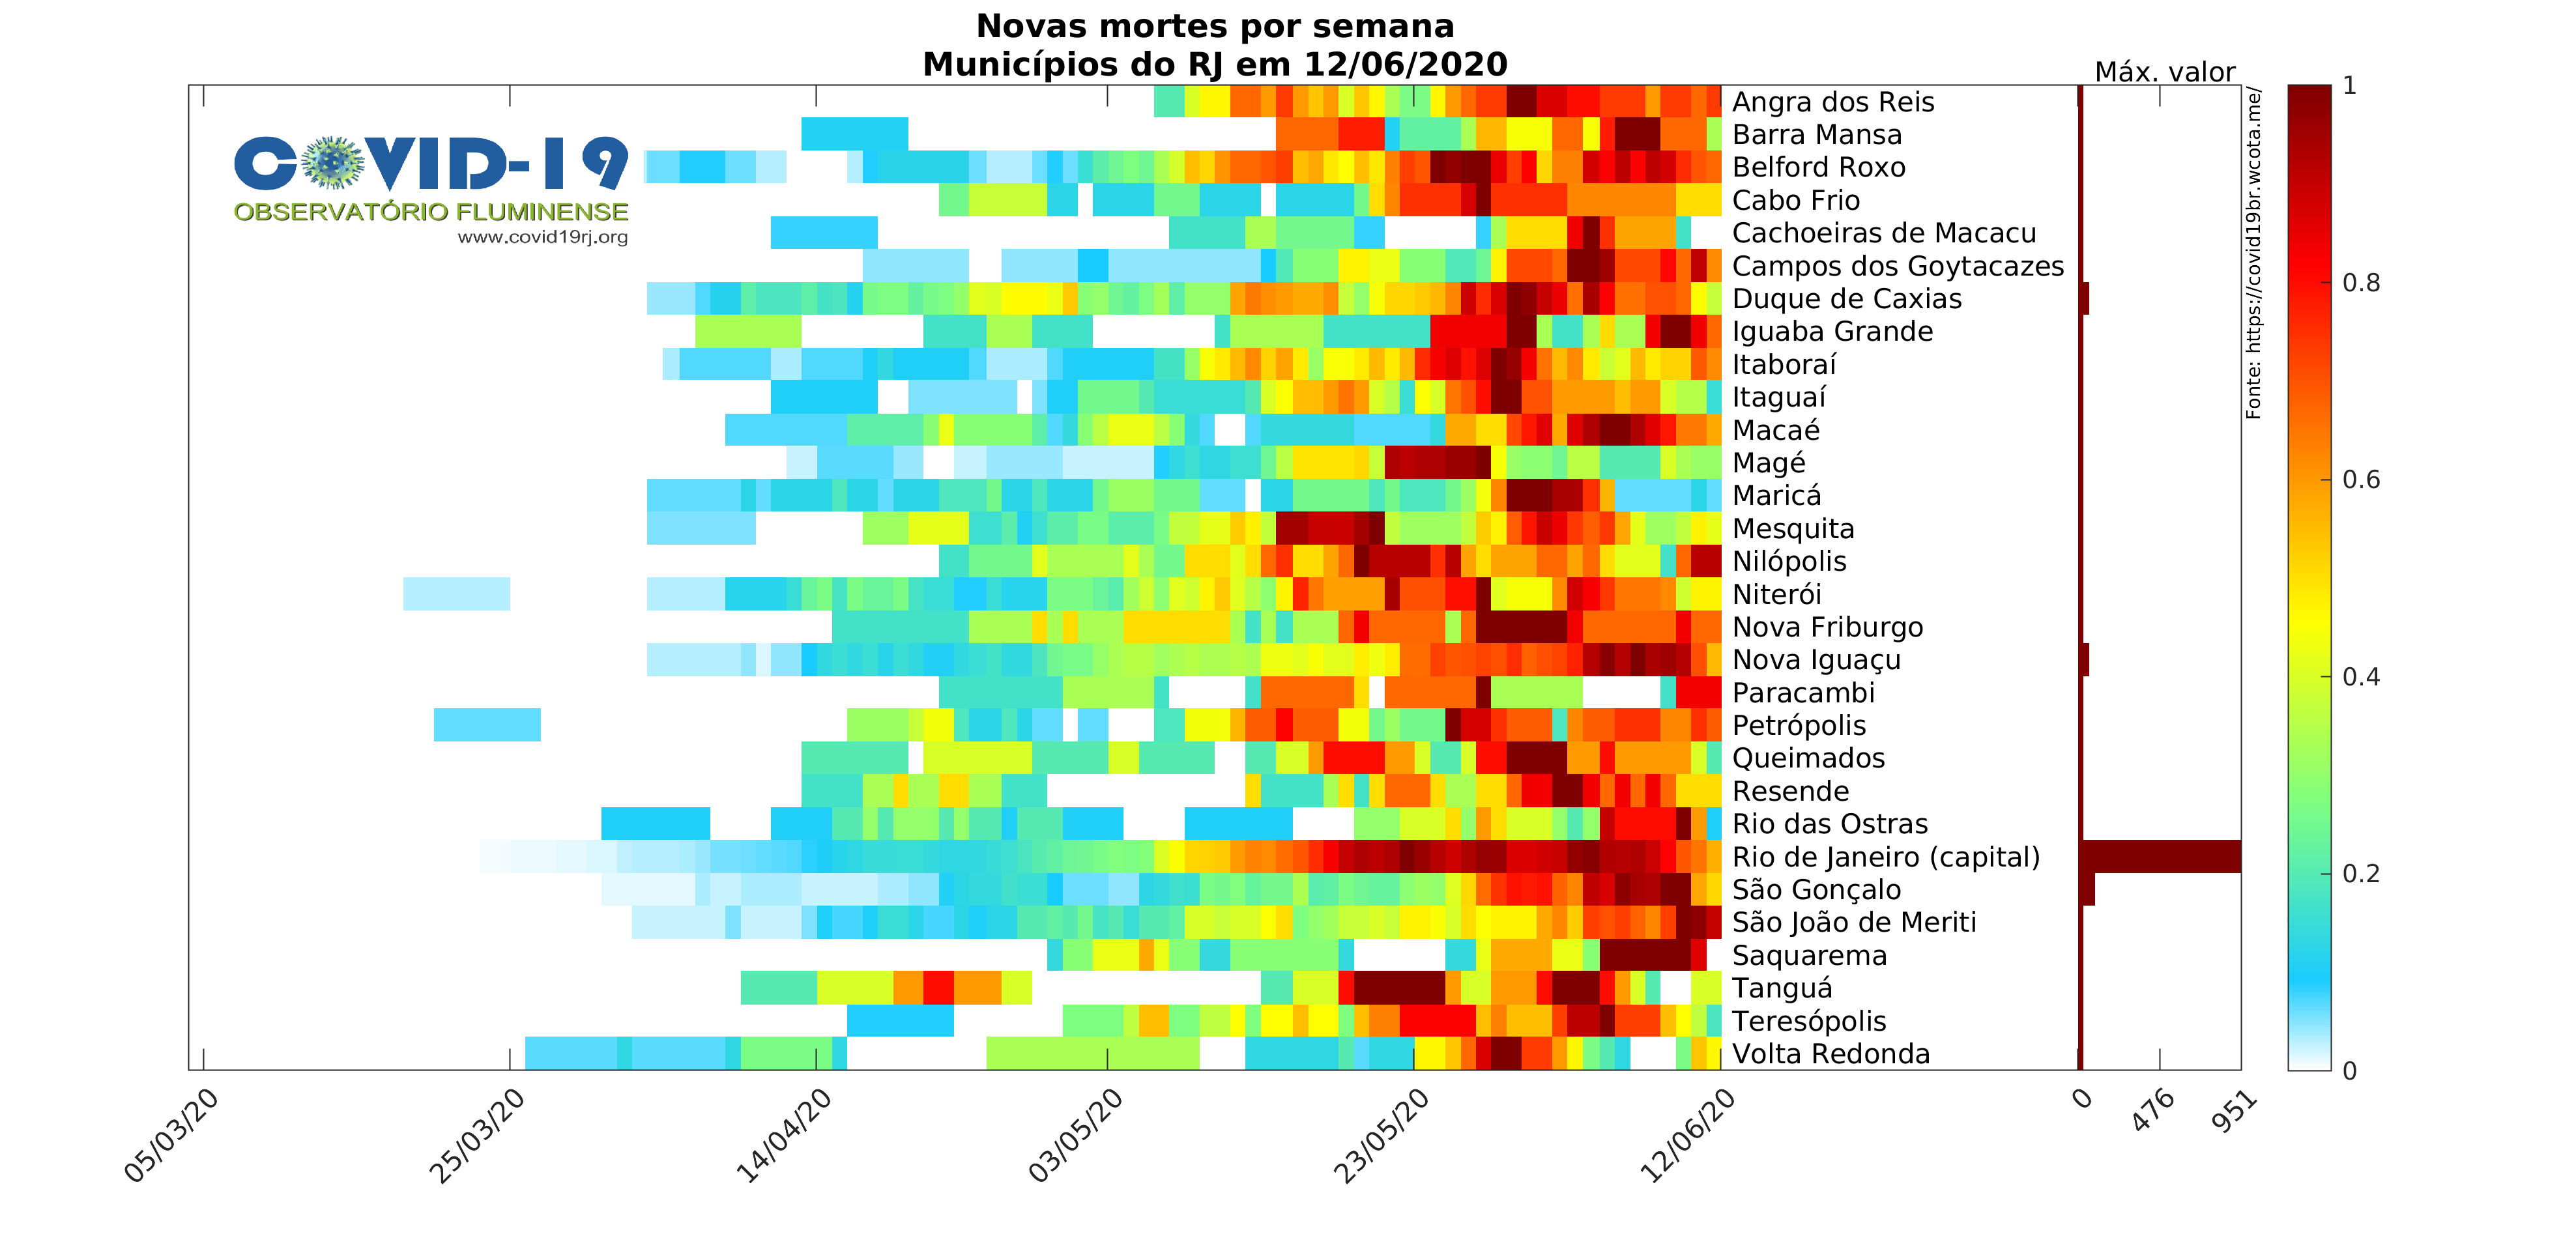 Novas mortes por semana
Municípios do RJ em 12/06/2020
Máx. valor
COVID-19
OBSERVATÓRIO FLUMINENSE
www.covid19rj.org
Angra dos Reis
Barra Mansa
Belford Roxo
Cabo Frio
Cachoeiras de Macacu
Campos dos Goytacazes
Duque de Caxias
Iguaba Grande
Itaboraí
Itaguaí
Macaé
Magé
Maricá
Mesquita
Nilópolis
Niterói
Nova Friburgo
Nova Iguaçu
Paracambi
Petrópolis
Queimados
Resende
Rio das Ostras
Rio de Janeiro (capital)
São Gonçalo
São João de Meriti
Saquarema
Tanguá
Teresópolis
Volta Redonda
Fonte: https://covid19br.wcota.me/
1
0.8
0.6
0.4
0.2
0
05/03/20
25/03/20
14/04/20
03/05/20
23/05/20
12/06/20
0
476
951